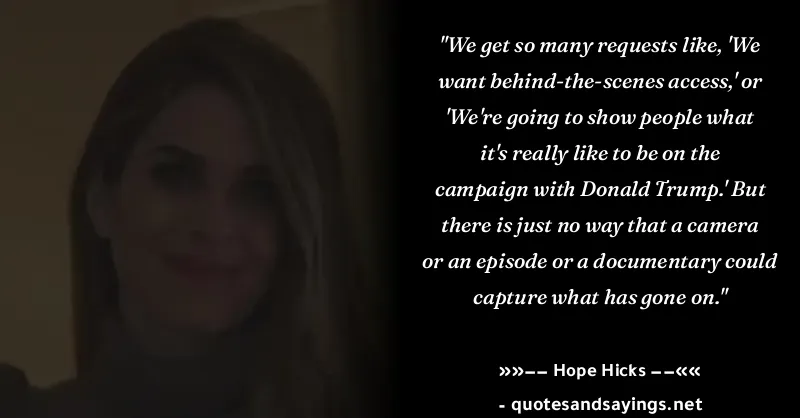 "We get so many requests like, 'We
want behind-the-scenes access,' or
'We're going to show people what
it's really like to be on the
campaign with Donald Trump.' But
there is just no way that a camera
or an episode or a documentary could
capture what has gone on."
»»–– Hope Hicks ––««
- quotesandsayings.net